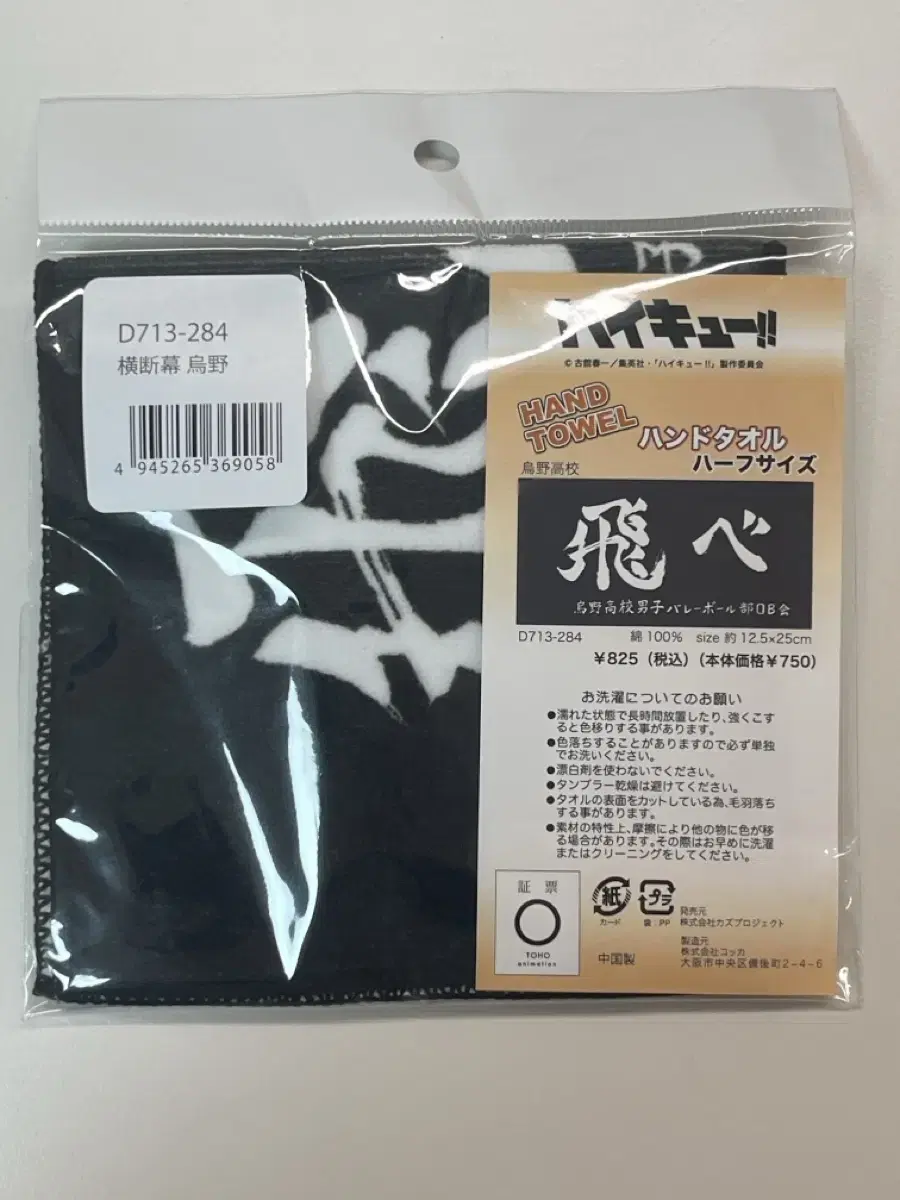 D713-284
横断幕 烏野
4 945265 369058
ハイキュー!!
© 古舘春一／集英社・「ハイキュー!!」製作委員会
HAND
TOWEL
ハンドタオル
ハーフサイズ
烏野高校
飛べ
烏野高校男子バレーボール部OB会
D713-284 綿 100% size 約 12.5×25cm
¥825（税込）（本体価格¥750）
お洗濯についてのお願い
●濡れた状態で長時間放置したり、強くこす
ると色移りする事があります。
●色落ちすることがありますので必ず単独
でお洗いください。
●漂白剤を使わないでください。
●タンブラー乾燥は避けてください。
●タオルの表面をカットしている為、毛羽落ち
する事があります。
●素材の特性上、摩擦により他の物に色が移
る場合があります。その際はお早めに洗濯
またはクリーニングをしてください。
証票
TOHO
animation
紙
カード
プラ
袋：PP
中国製
発売元
株式会社カズプロジェクト
製造元
株式会社コッカ
大阪市中央区備後町2-4-6